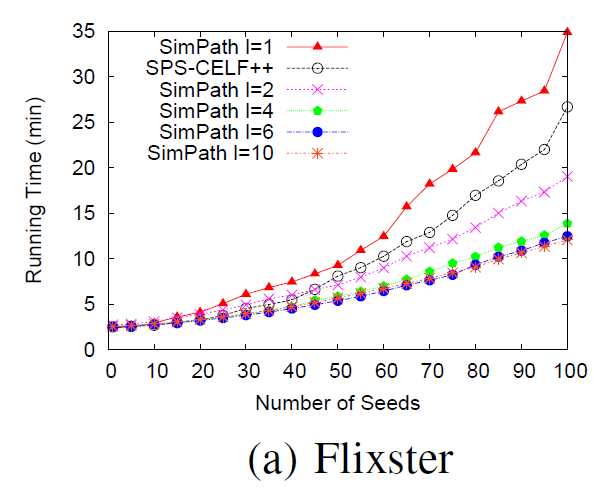 35
30
25
20
15
10
5
0
Running Time (min)
SimPath l=1
SPS-CELF++
SimPath l=2
SimPath l=4
SimPath l=6
SimPath l=10
0 10 20 30 40 50 60 70 80 90 100
Number of Seeds
(a) Flixster